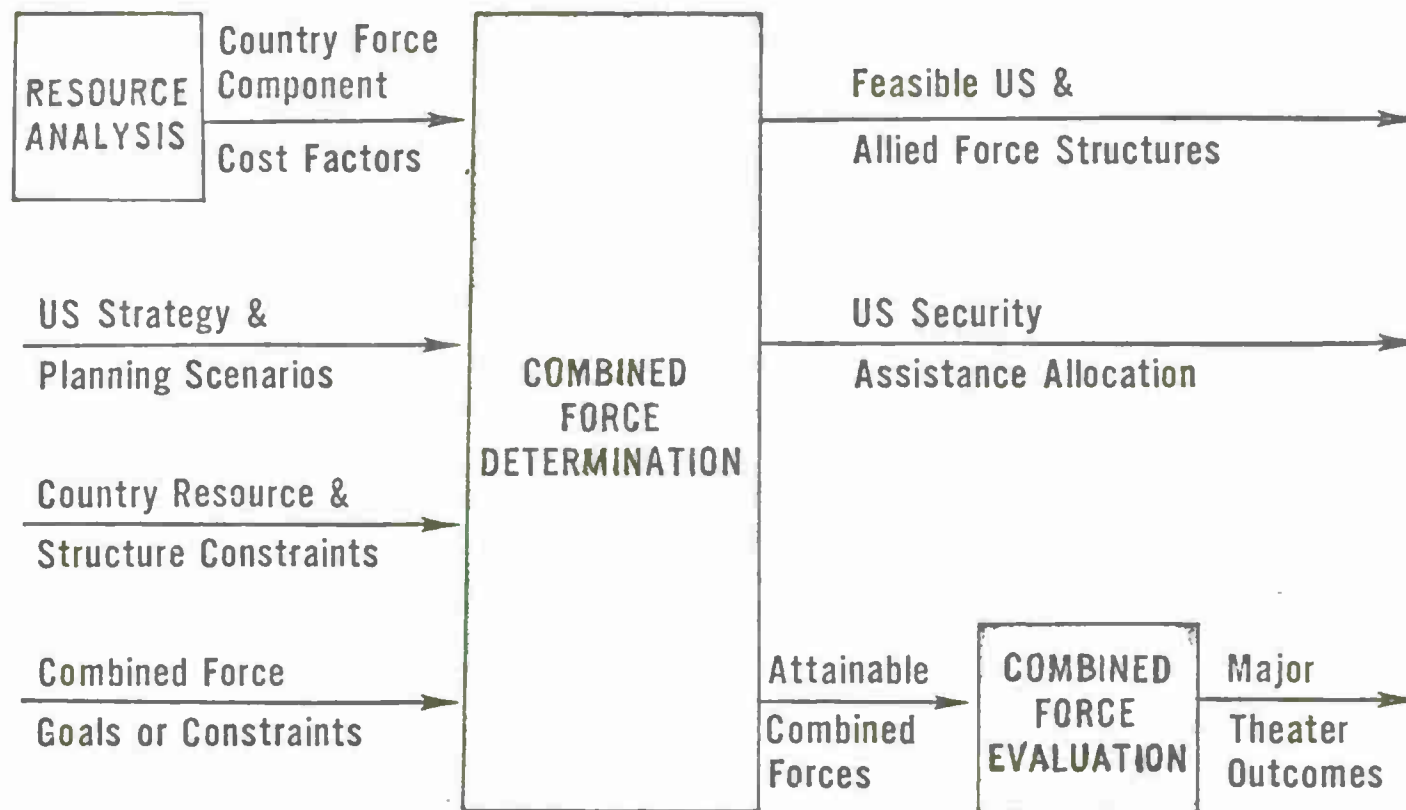 RESOURCE
ANALYSIS
Country Force
Component
Cost Factors
US Strategy &
Planning Scenarios
Country Resource &
Structure Constraints
Combined Force
Goals or Constraints
COMBINED
FORCE
DETERMINATION
Feasible US &
Allied Force Structures
US Security
Assistance Allocation
Attainable
Combined
Forces
COMBINED
FORCE
EVALUATION
Major
Theater
Outcomes